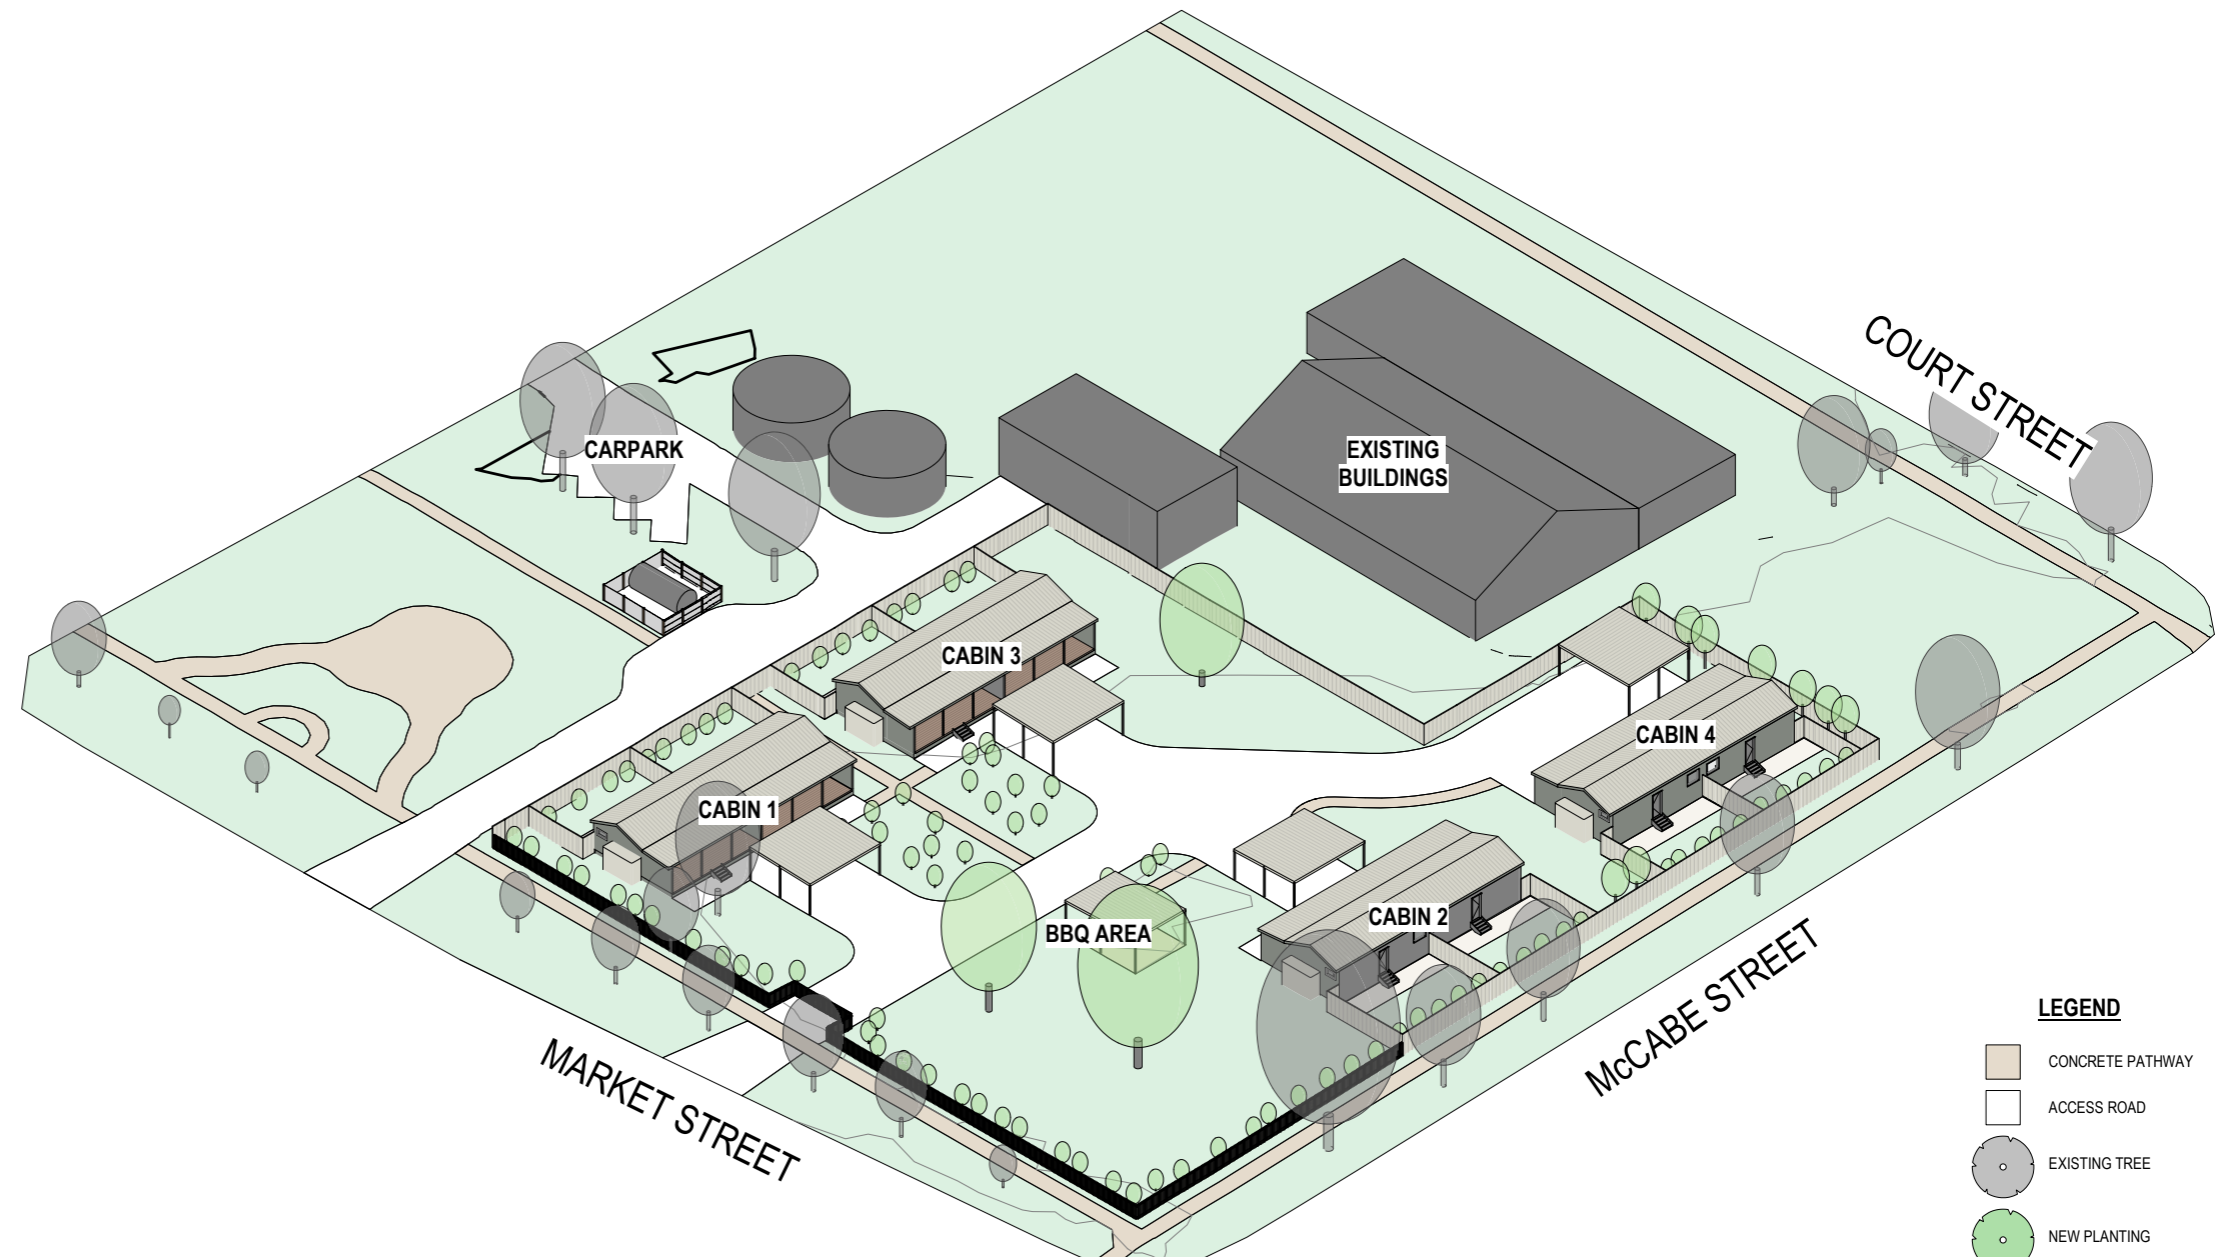 COURT STREET
CARPARK
EXISTING
BUILDINGS
CABIN 3
CABIN 4
CABIN 1
CABIN 2
BBQ AREA
McCABE STREET
MARKET STREET
LEGEND
CONCRETE PATHWAY
ACCESS ROAD
EXISTING TREE
NEW PLANTING